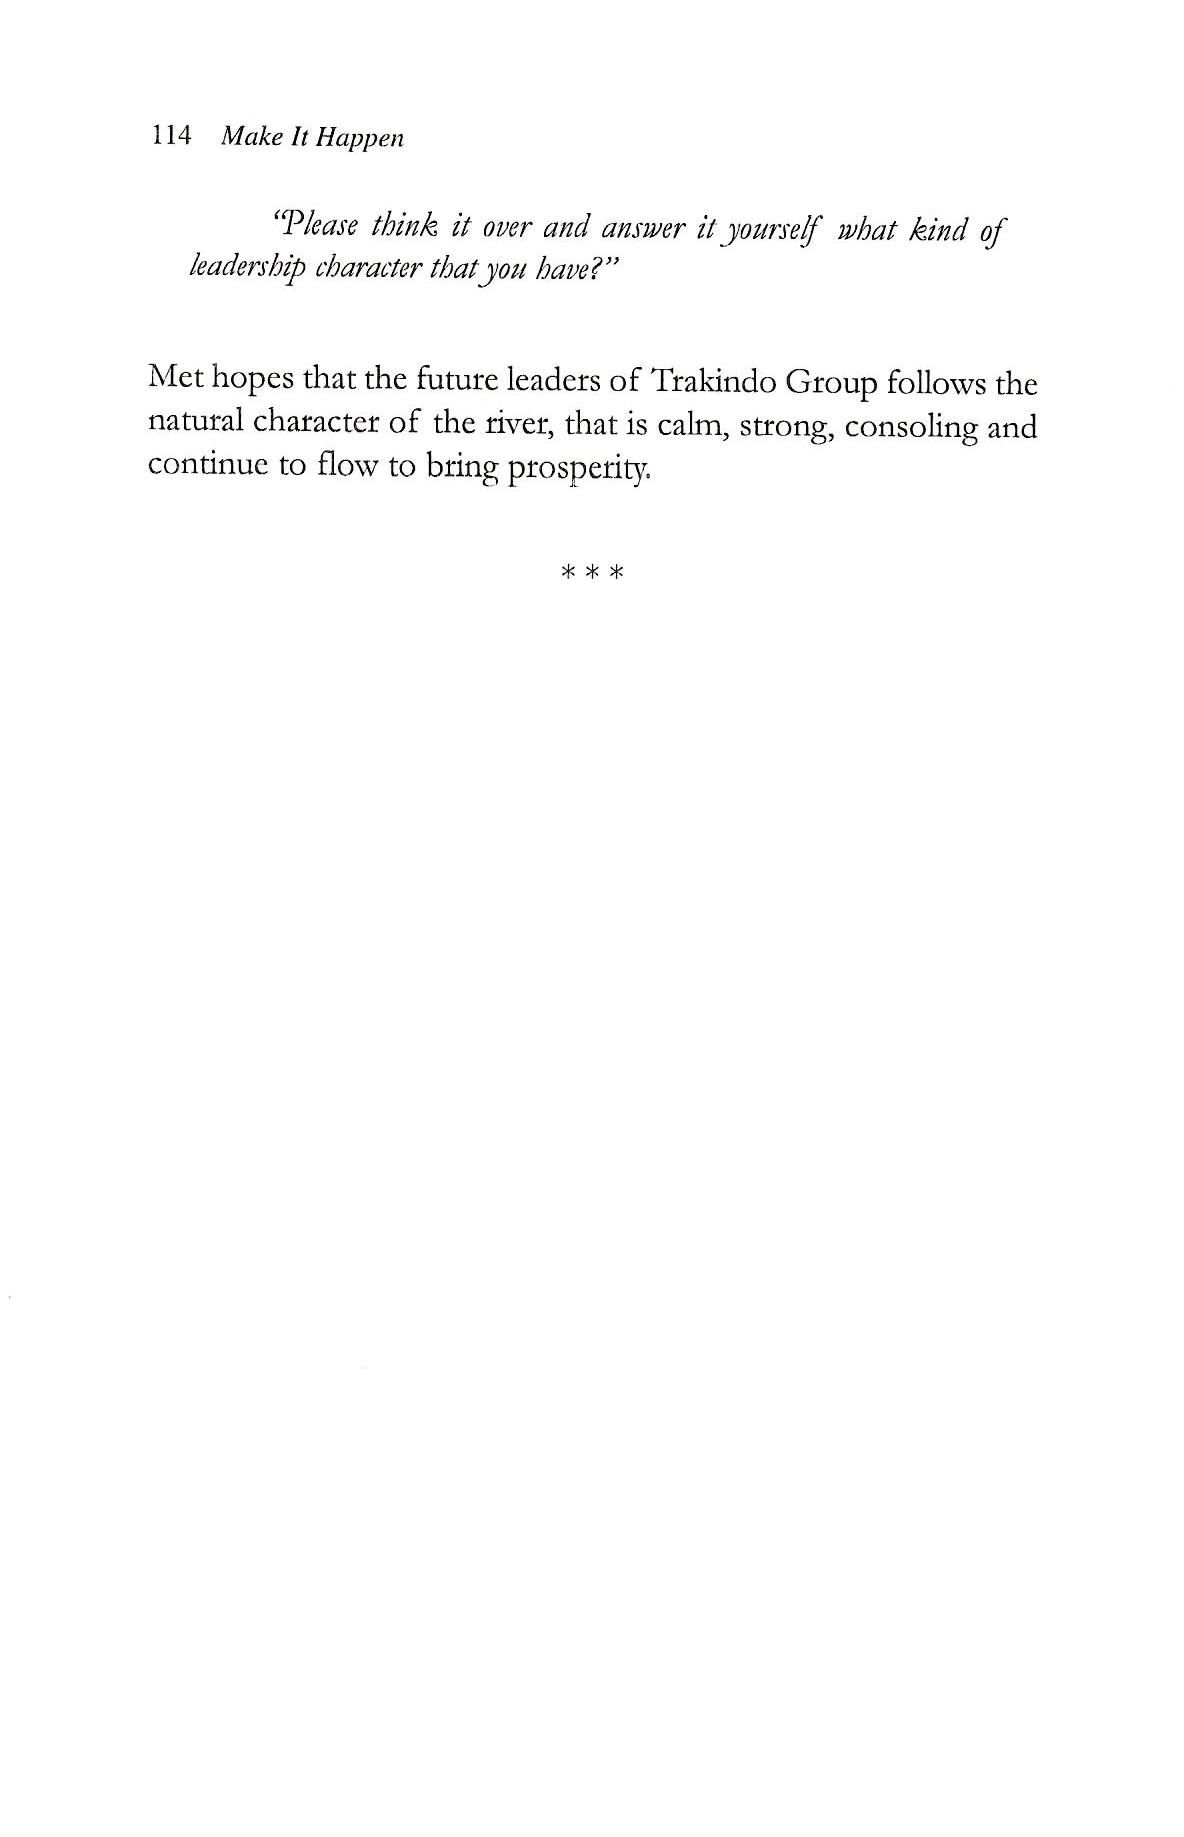 114 Make It Happen
“Please think it over and answer it yourself what kind of
leadership character that you have?”
Met hopes that the future leaders of Trakindo Group follows the
natural character of the river, that is calm, strong, consoling and
continue to flow to bring prosperity.
* * *